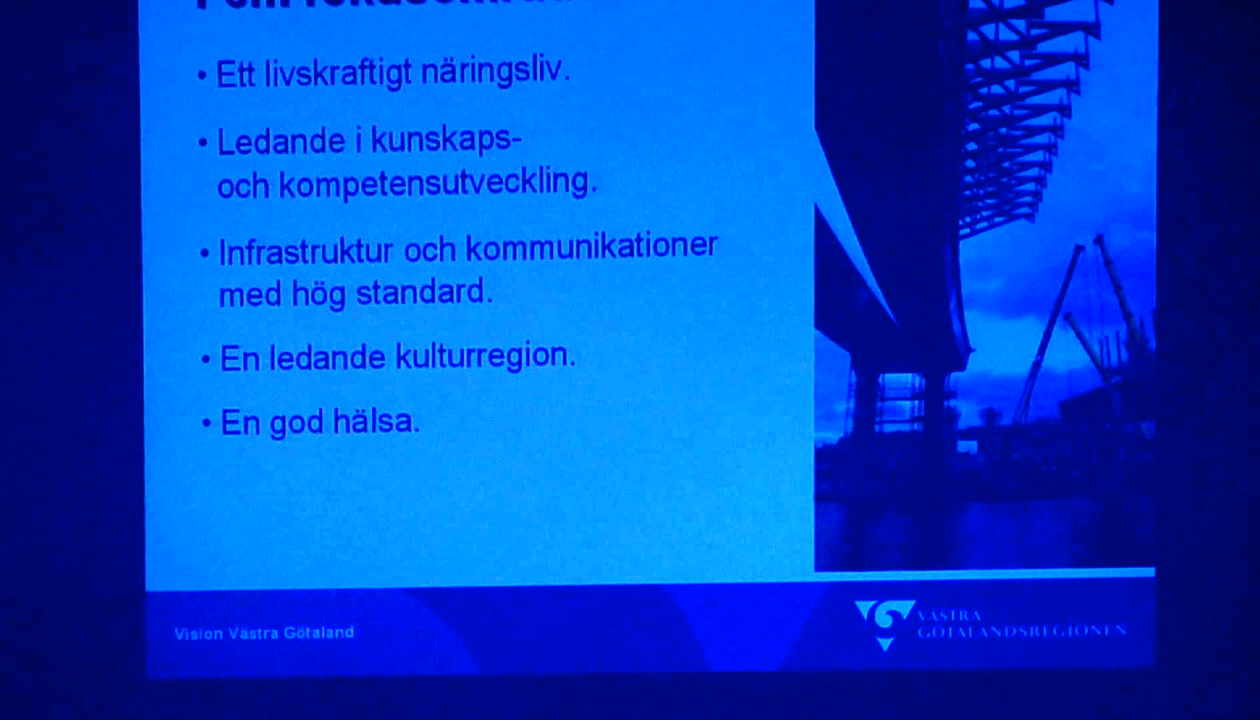 • Ett livskraftigt näringsliv.
• Ledande i kunskaps-
och kompetensutveckling.
• Infrastruktur och kommunikationer
med hög standard.
• En ledande kulturregion.
• En god hälsa.
Vision Västra Götaland
VÄSTRA
GÖTALANDSREGIONEN